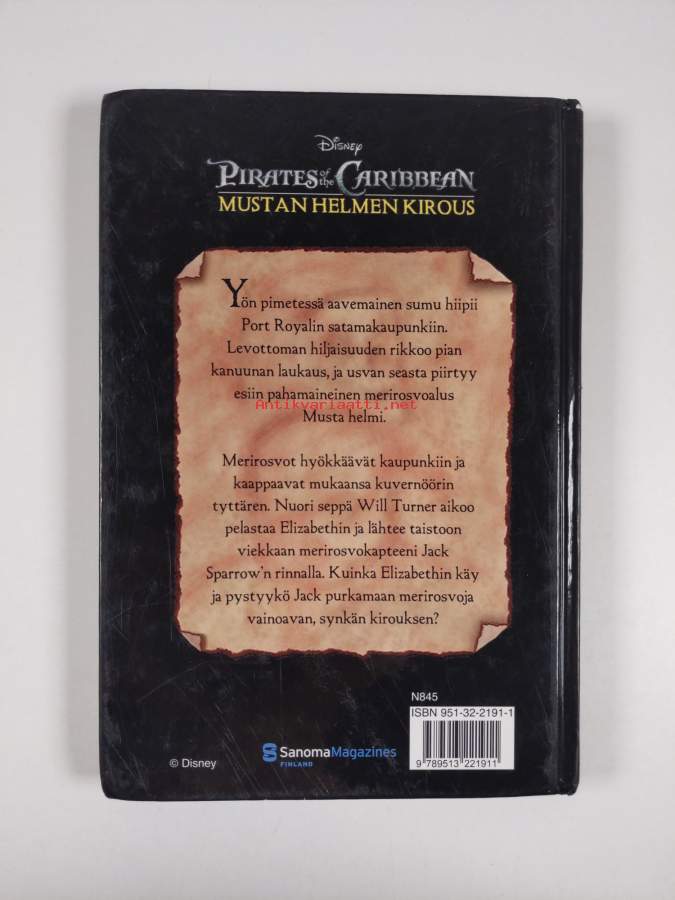 Disney
PIRATES of the CARIBBEAN
MUSTAN HELMEN KIROUS
Yön pimetessä aavemainen sumu hiipii
Port Royalin satamakaupunkiin.
Levottoman hiljaisuuden rikkoo pian
kanuunan laukaus, ja usvan seasta piirtyy
esiin pahamaineinen merirosvoalus
Antikvariaatti.net
Musta helmi.
Merirosvot hyökkäävät kaupunkiin ja
kaappaavat mukaansa kuvernöörin
tyttären. Nuori seppä Will Turner aikoo
pelastaa Elizabethin ja lähtee taistoon
viekkaan merirosvokapteeni Jack
Sparrow'n rinnalla. Kuinka Elizabethin käy
ja pystyykö Jack purkamaan merirosvoja
vainoavan, synkän kirouksen?
N845
ISBN 951-32-2191-1
9 789513 221911
SanomaMagazines
FINLAND
© Disney